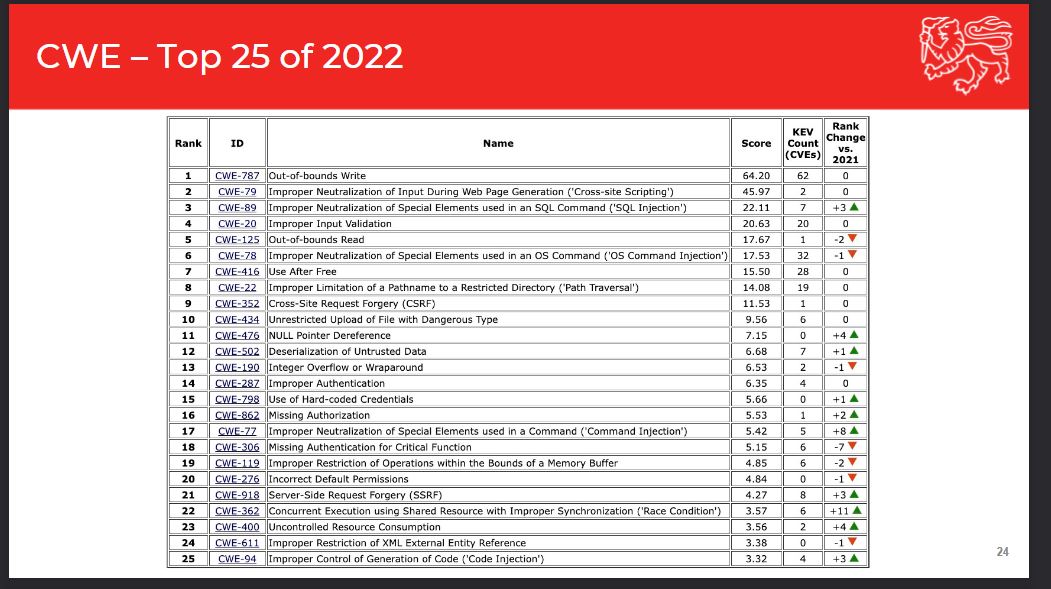 CWE – Top 25 of 2022
Rank ID Name Score KEV Count (CVEs) Rank Change vs. 2021
1 CWE-787 Out-of-bounds Write 64.20 62 0
2 CWE-79 Improper Neutralization of Input During Web Page Generation ('Cross-site Scripting') 45.97 2 0
3 CWE-89 Improper Neutralization of Special Elements used in an SQL Command ('SQL Injection') 22.11 7 +3 ▲
4 CWE-20 Improper Input Validation 20.63 20 0
5 CWE-125 Out-of-bounds Read 17.67 1 -2 ▼
6 CWE-78 Improper Neutralization of Special Elements used in an OS Command ('OS Command Injection') 17.53 32 -1 ▼
7 CWE-416 Use After Free 15.50 28 0
8 CWE-22 Improper Limitation of a Pathname to a Restricted Directory ('Path Traversal') 14.08 19 0
9 CWE-352 Cross-Site Request Forgery (CSRF) 11.53 1 0
10 CWE-434 Unrestricted Upload of File with Dangerous Type 9.56 6 0
11 CWE-476 NULL Pointer Dereference 7.15 0 +4 ▲
12 CWE-502 Deserialization of Untrusted Data 6.68 7 +1 ▲
13 CWE-190 Integer Overflow or Wraparound 6.53 2 -1 ▼
14 CWE-287 Improper Authentication 6.35 4 0
15 CWE-798 Use of Hard-coded Credentials 5.66 0 +1 ▲
16 CWE-862 Missing Authorization 5.53 1 +2 ▲
17 CWE-77 Improper Neutralization of Special Elements used in a Command ('Command Injection') 5.42 5 +8 ▲
18 CWE-306 Missing Authentication for Critical Function 5.15 6 -7 ▼
19 CWE-119 Improper Restriction of Operations within the Bounds of a Memory Buffer 4.85 6 -2 ▼
20 CWE-276 Incorrect Default Permissions 4.84 0 -1 ▼
21 CWE-918 Server-Side Request Forgery (SSRF) 4.27 8 +3 ▲
22 CWE-362 Concurrent Execution using Shared Resource with Improper Synchronization ('Race Condition') 3.57 6 +11 ▲
23 CWE-400 Uncontrolled Resource Consumption 3.56 2 +4 ▲
24 CWE-611 Improper Restriction of XML External Entity Reference 3.38 0 -1 ▼
25 CWE-94 Improper Control of Generation of Code ('Code Injection') 3.32 4 +3 ▲
24